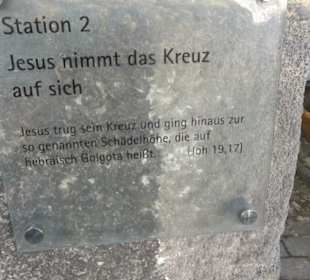 Station 2
Jesus nimmt das Kreuz
auf sich
Jesus trug sein Kreuz und ging hinaus zur
so genannten Schädelhöhe, die auf
hebräisch Golgota heißt. (Joh 19,17)